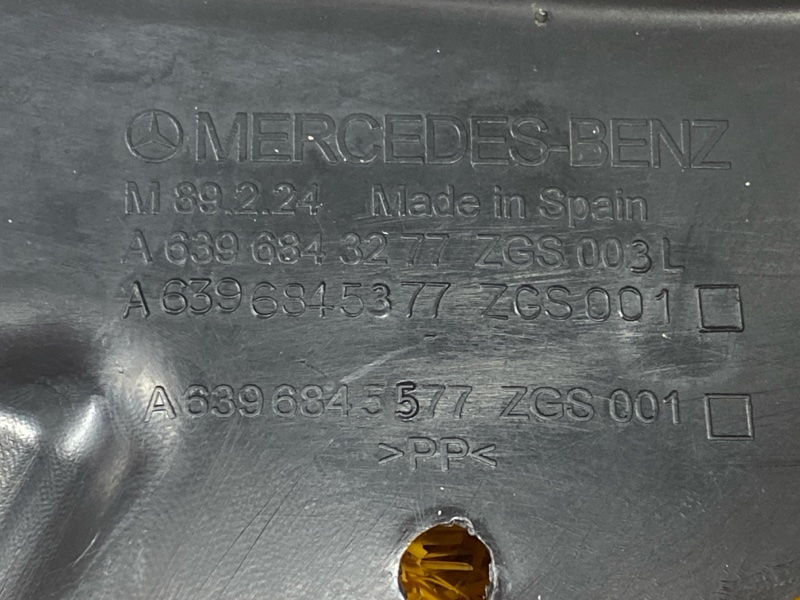 MERCEDES-BENZ
M 89.2.24 Made in Spain
A 639 684 32 77 ZGS 003 L
A 639 684 53 77 ZGS 001
A 639 684 55 77 ZGS 001
>PP<